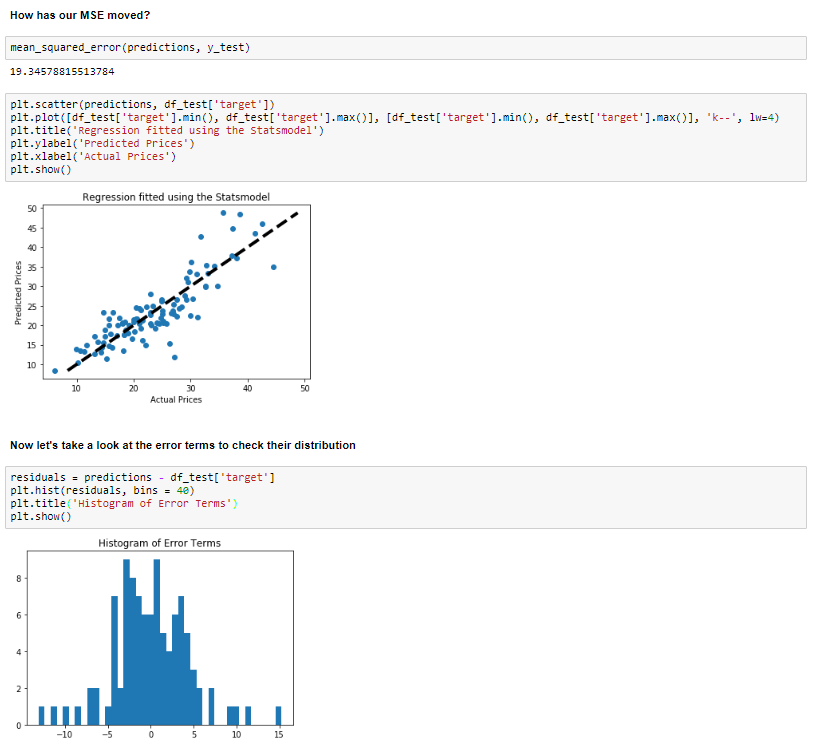 How has our MSE moved?
mean_squared_error(predictions, y_test)
19.34578815513784
plt.scatter(predictions, df_test['target'])
plt.plot([df_test['target'].min(), df_test['target'].max()], [df_test['target'].min(), df_test['target'].max()], 'k--', lw=4)
plt.title('Regression fitted using the Statsmodel')
plt.ylabel('Predicted Prices')
plt.xlabel('Actual Prices')
plt.show()
Regression fitted using the Statsmodel
50
45
40
35
30
25
20
15
10
Predicted Prices
10 20 30 40 50
Actual Prices
Now let's take a look at the error terms to check their distribution
residuals = predictions - df_test['target']
plt.hist(residuals, bins = 40)
plt.title('Histogram of Error Terms')
plt.show()
Histogram of Error Terms
8
6
4
2
0
−10 −5 0 5 10 15